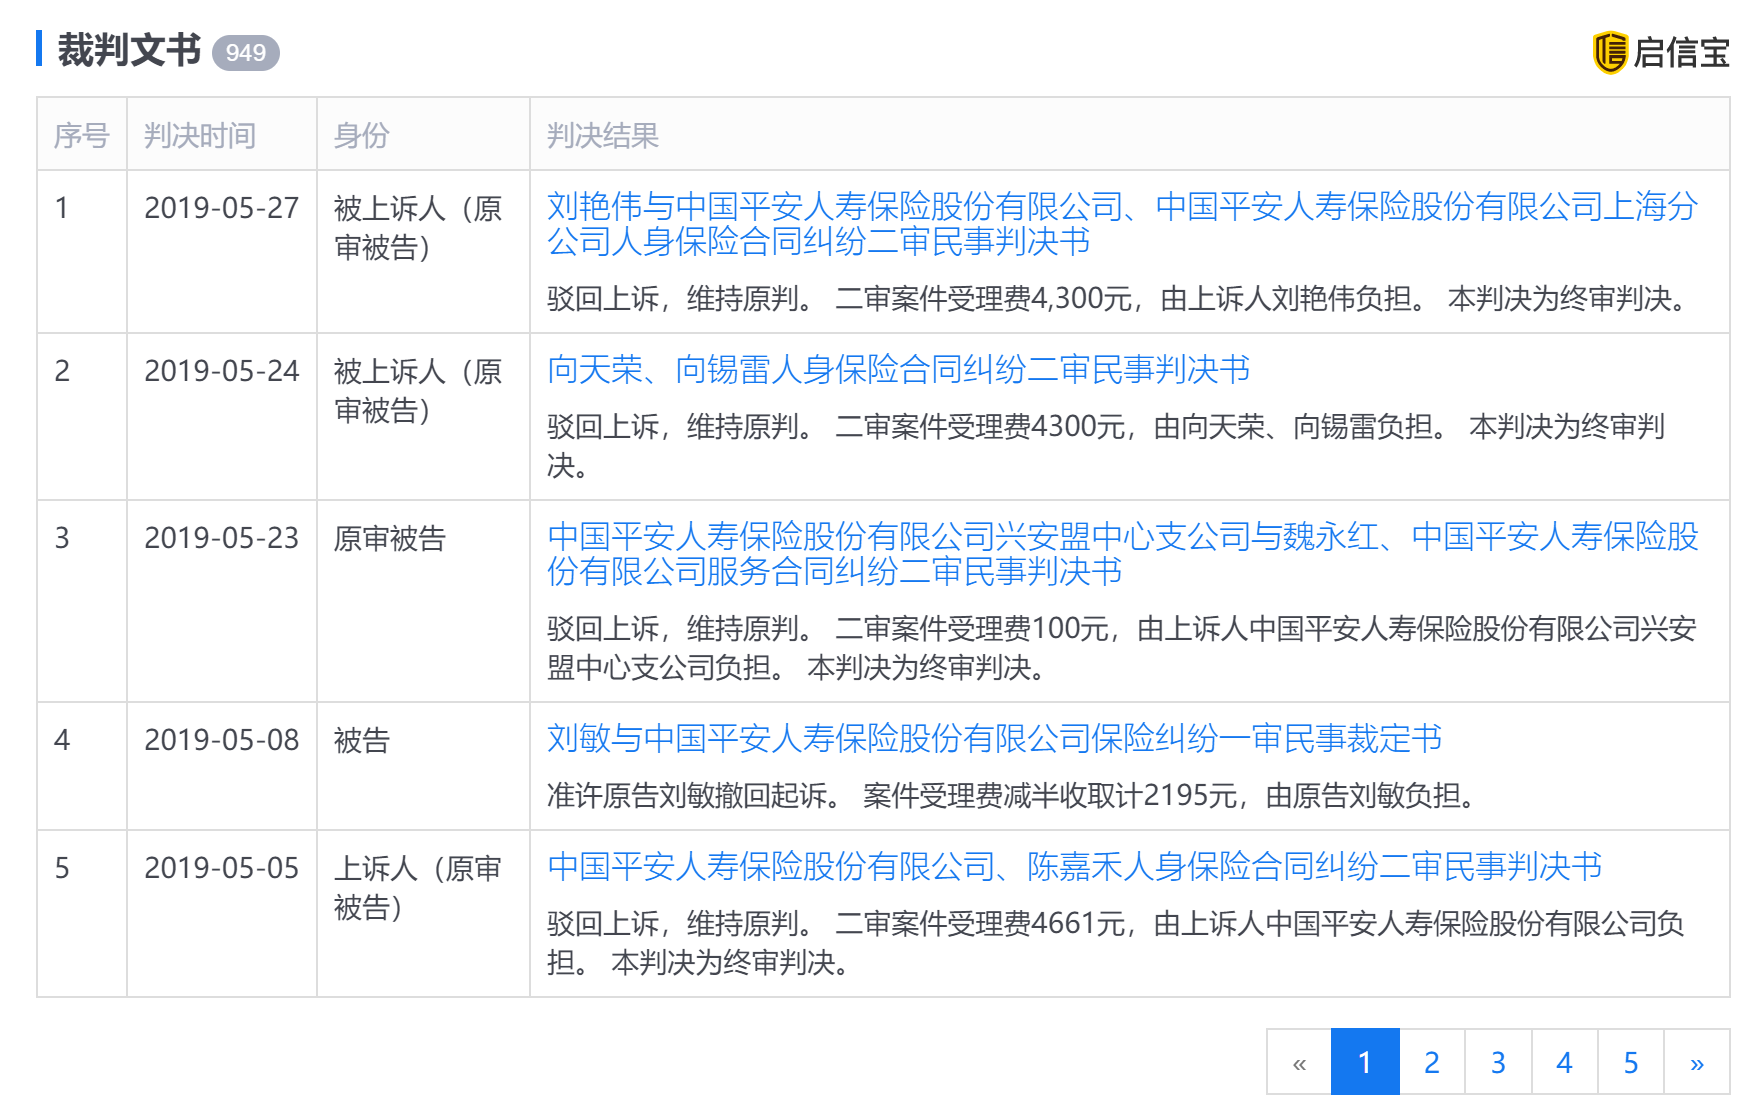 裁判文书 949
启信宝
序号 判决时间 身份 判决结果
1 2019-05-27 被上诉人（原审被告）
刘艳伟与中国平安人寿保险股份有限公司、中国平安人寿保险股份有限公司上海分
公司人身保险合同纠纷二审民事判决书
驳回上诉，维持原判。 二审案件受理费4,300元，由上诉人刘艳伟负担。 本判决为终审判决。
2 2019-05-24 被上诉人（原审被告）
向天荣、向锡雷人身保险合同纠纷二审民事判决书
驳回上诉，维持原判。 二审案件受理费4300元，由向天荣、向锡雷负担。 本判决为终审判
决。
3 2019-05-23 原审被告
中国平安人寿保险股份有限公司兴安盟中心支公司与魏永红、中国平安人寿保险股
份有限公司服务合同纠纷二审民事判决书
驳回上诉，维持原判。 二审案件受理费100元，由上诉人中国平安人寿保险股份有限公司兴安
盟中心支公司负担。 本判决为终审判决。
4 2019-05-08 被告
刘敏与中国平安人寿保险股份有限公司保险纠纷一审民事裁定书
准许原告刘敏撤回起诉。 案件受理费减半收取计2195元，由原告刘敏负担。
5 2019-05-05 上诉人（原审被告）
中国平安人寿保险股份有限公司、陈嘉禾人身保险合同纠纷二审民事判决书
驳回上诉，维持原判。 二审案件受理费4661元，由上诉人中国平安人寿保险股份有限公司负
担。 本判决为终审判决。
« 1 2 3 4 5 »